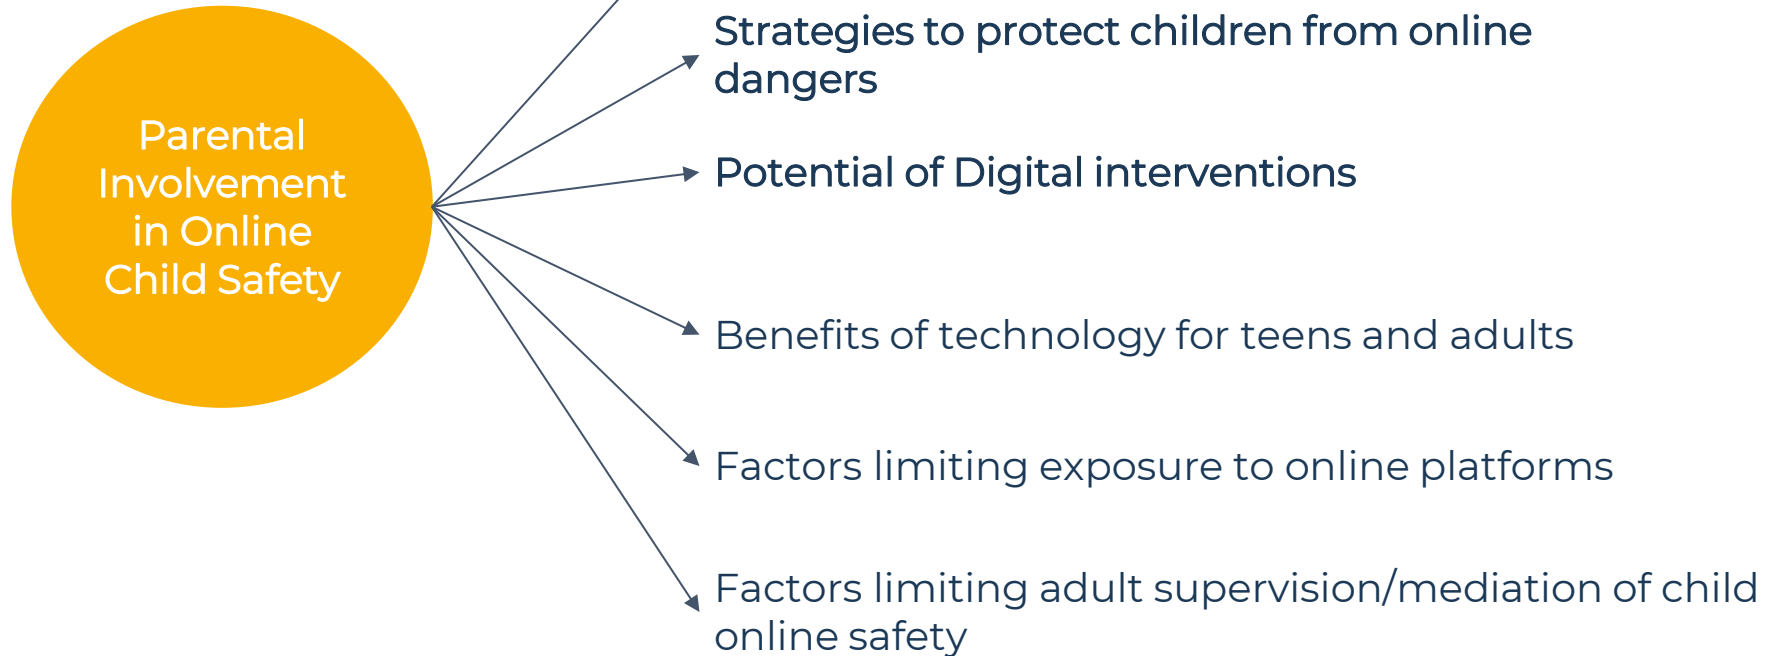 Parental
Involvement
in Online
Child Safety
Strategies to protect children from online
dangers
Potential of Digital interventions
Benefits of technology for teens and adults
Factors limiting exposure to online platforms
Factors limiting adult supervision/mediation of child
online safety